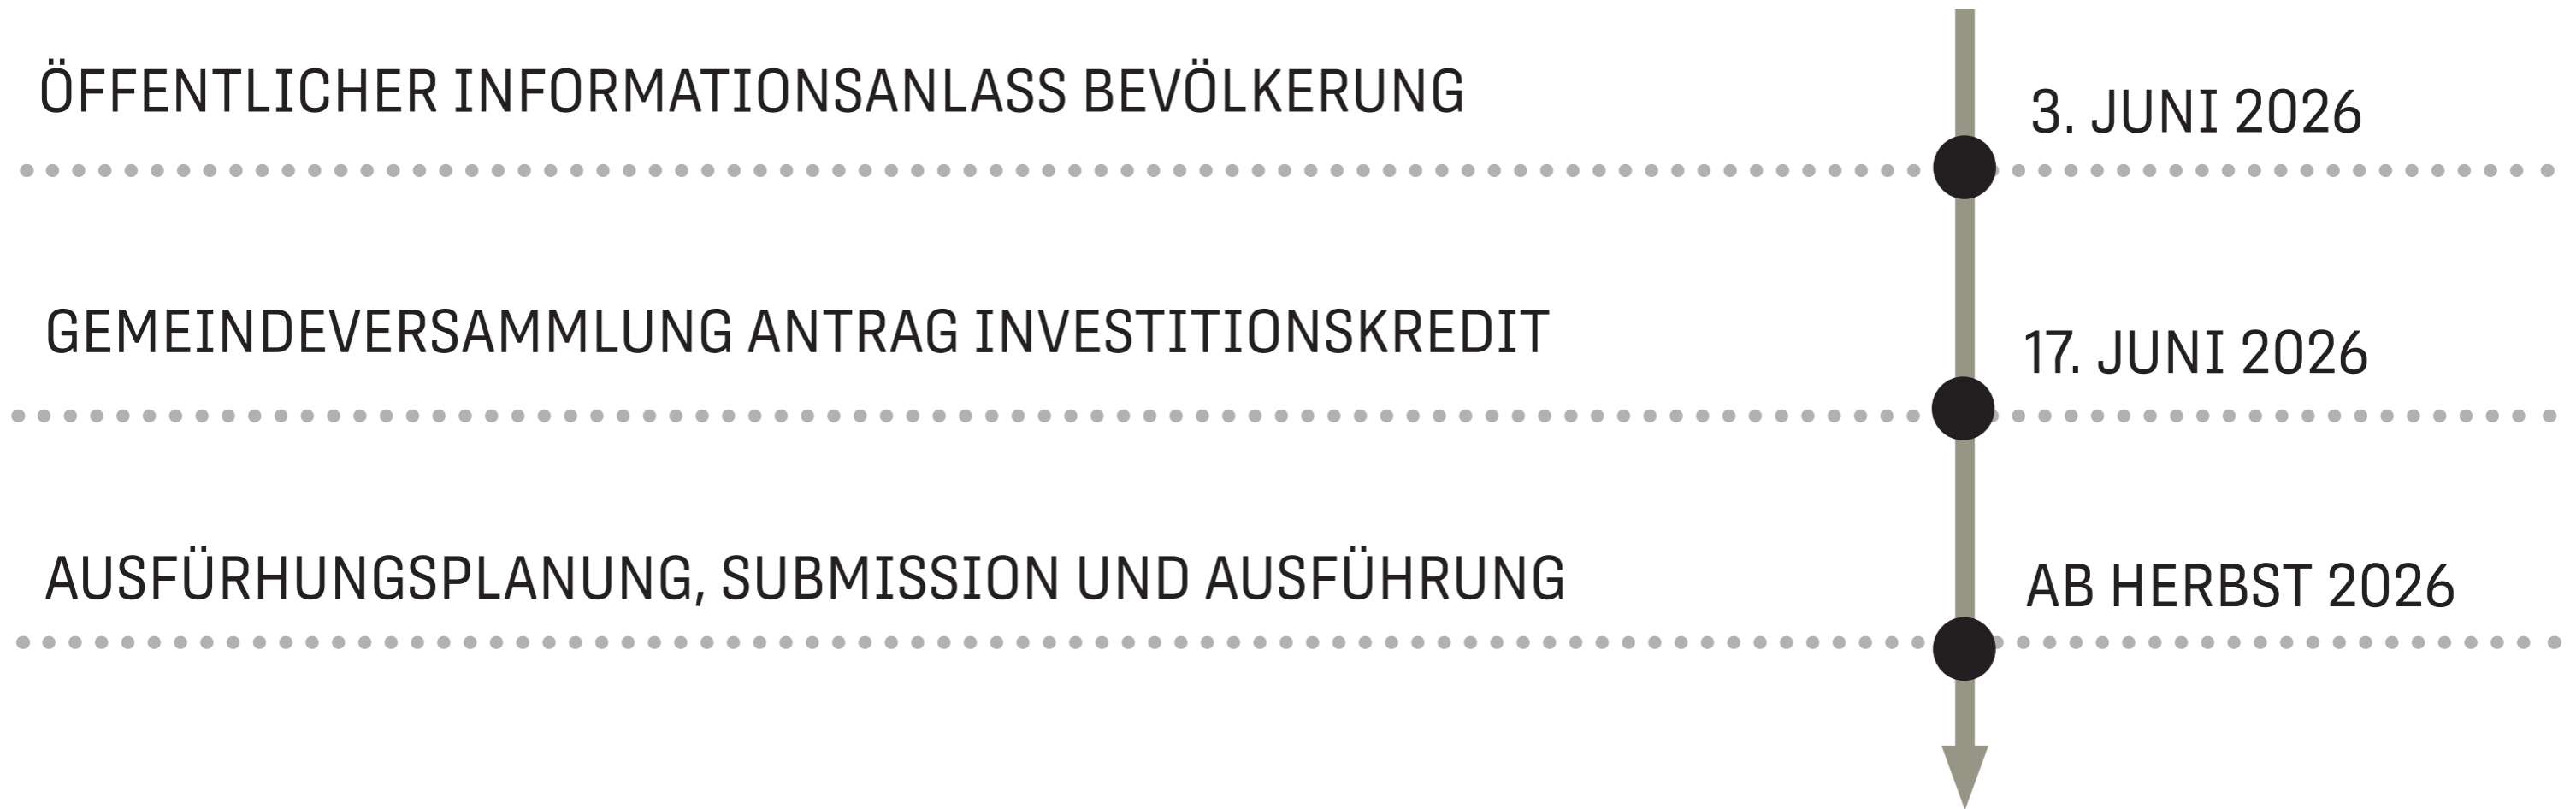 ÖFFENTLICHER INFORMATIONSANLASS BEVÖLKERUNG
3. JUNI 2026
GEMEINDEVERSAMMLUNG ANTRAG INVESTITIONSKREDIT
17. JUNI 2026
AUSFÜRHUNGSPLANUNG, SUBMISSION UND AUSFÜHRUNG
AB HERBST 2026